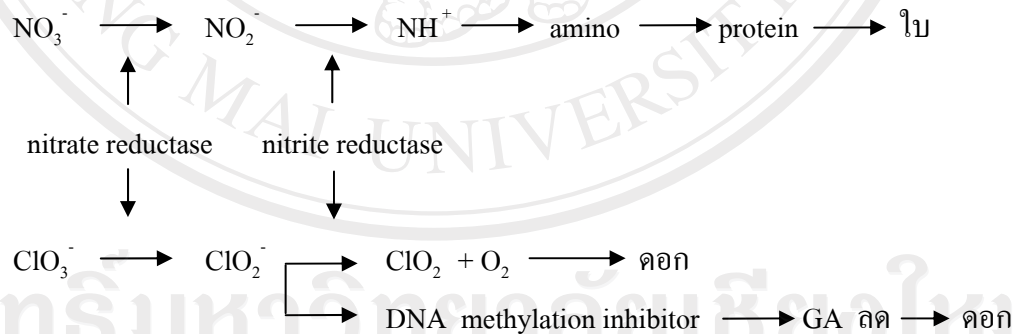 NO₃⁻ → NO₂⁻ → NH⁺ → amino → protein → ใบ
nitrate reductase nitrite reductase
ClO₃⁻ → ClO₂⁻ → ClO₂ + O₂ → ดอก
DNA methylation inhibitor → GA ลด → ดอก